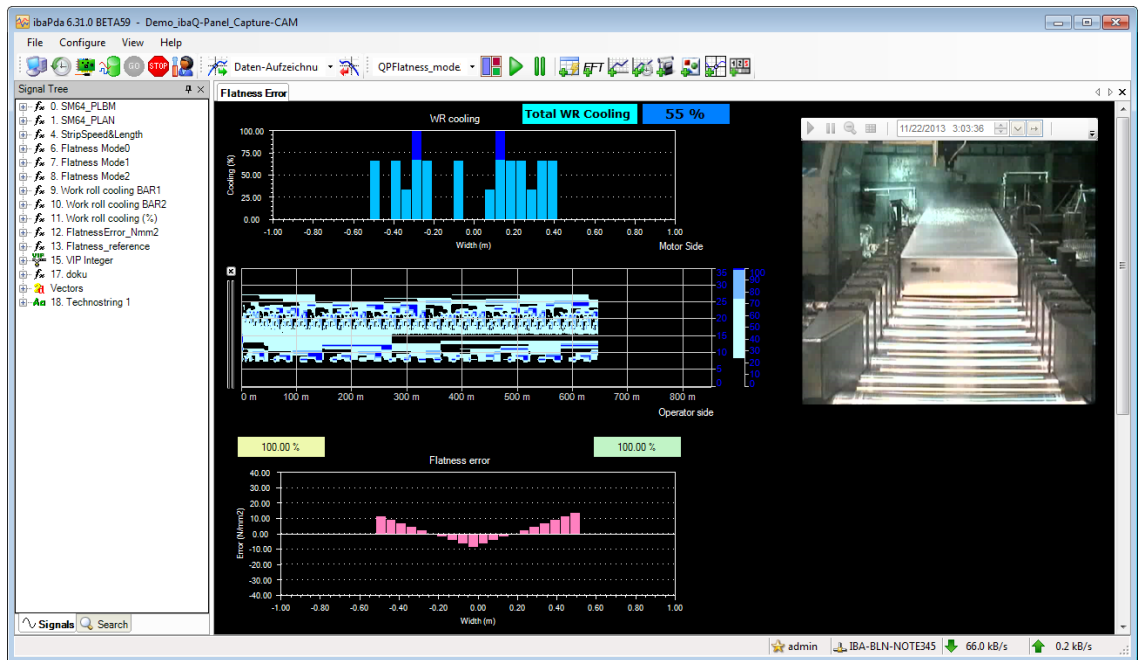 ibaPda 6.31.0 BETA59 - Demo_ibaQ-Panel_Capture-CAM
File Configure View Help
GO STOP Daten-Aufzeichnu QPFlatness_mode. FFT
Signal Tree
Flatness Error
0. SM64_PLBM
1. SM64_PLAN
4. StripSpeed&Length
6. Flatness Mode0
7. Flatness Mode1
8. Flatness Mode2
9. Work roll cooling BAR1
10. Work roll cooling BAR2
11. Work roll cooling (%)
12. FlatnessError_Nmm2
13. Flatness_reference
VIP 15. VIP Integer
17. doku
Vectors
Aa 18. Technostring 1
Signals Search
WR cooling
Total WR Cooling 55 %
Cooling (%)
100.00
75.00
50.00
25.00
0.00
-1.00 -0.80 -0.60 -0.40 -0.20 0.00 0.20 0.40 0.60 0.80 1.00
Width (m)
Motor Side
11/22/2013 3:03:36
36 100
30 90
25 80
20 70
15 60
10 50
5 40
0 30
20
10
0
0 m 100 m 200 m 300 m 400 m 500 m 600 m 700 m 800 m
Operator side
100.00 %
100.00 %
Flatness error
Error (N/mm2)
40.00
30.00
20.00
10.00
0.00
-10.00
-20.00
-30.00
-40.00
-1.00 -0.80 -0.60 -0.40 -0.20 0.00 0.20 0.40 0.60 0.80 1.00
Width (m)
admin IBA-BLN-NOTE345 66.0 kB/s 0.2 kB/s